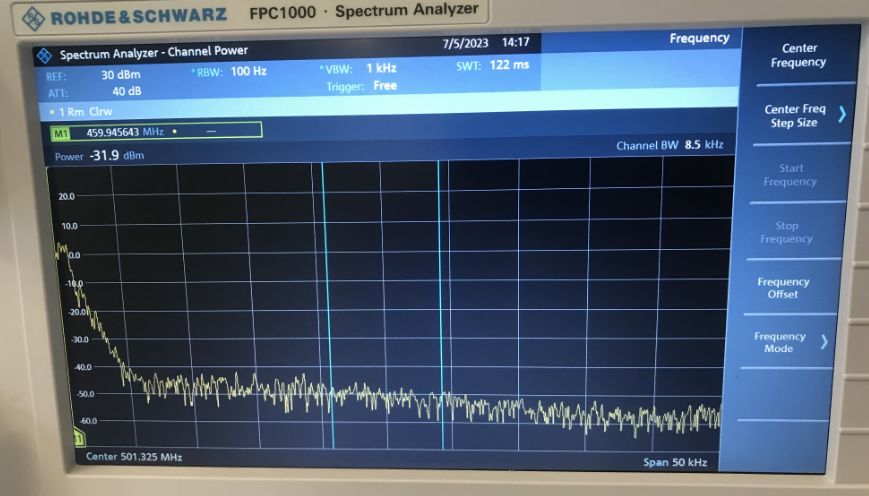 ROHDE & SCHWARZ FPC1000 · Spectrum Analyzer
Spectrum Analyzer - Channel Power 7/5/2023 14:17 Frequency
REF: 30 dBm *RBW: 100 Hz *VBW: 1 kHz SWT: 122 ms
ATT: 40 dB Trigger: Free
1 Rm Clrw
M1 459.945643 MHz • —
Power -31.9 dBm Channel BW 8.5 kHz
20.0
10.0
0.0
-10.0
-20.0
-30.0
-40.0
-50.0
-60.0
Center 501.325 MHz Span 50 kHz
Center
Frequency
Center Freq
Step Size
Start
Frequency
Stop
Frequency
Frequency
Offset
Frequency
Mode